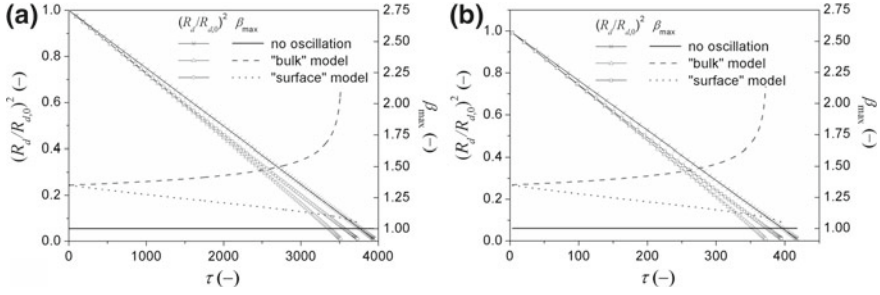 (a)
(R_d/R_{d,0})^2 β_max
no oscillation
"bulk" model
"surface" model
(R_d/R_{d,0})^2 (–)
1.0
0.8
0.6
0.4
0.2
0.0
0 1000 2000 3000 4000
τ (–)
2.75
2.50
2.25
2.00
1.75
1.50
1.25
1.00
β_max (–)
(b)
(R_d/R_{d,0})^2 β_max
no oscillation
"bulk" model
"surface" model
(R_d/R_{d,0})^2 (–)
1.0
0.8
0.6
0.4
0.2
0.0
0 100 200 300 400
τ (–)
2.75
2.50
2.25
2.00
1.75
1.50
1.25
1.00
β_max (–)